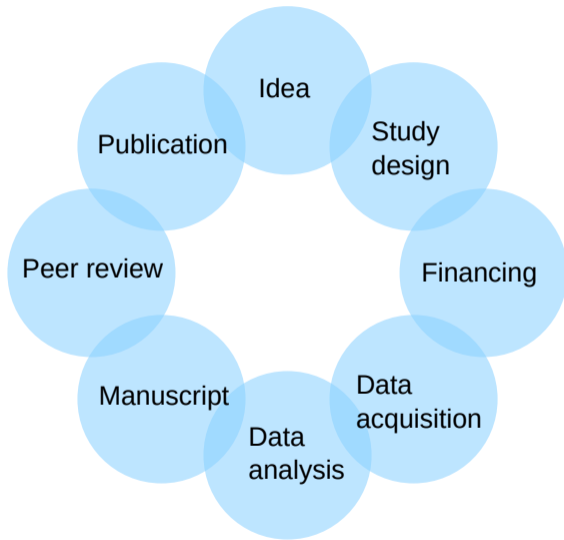 Idea
Study
design
Financing
Data
acquisition
Data
analysis
Manuscript
Peer review
Publication